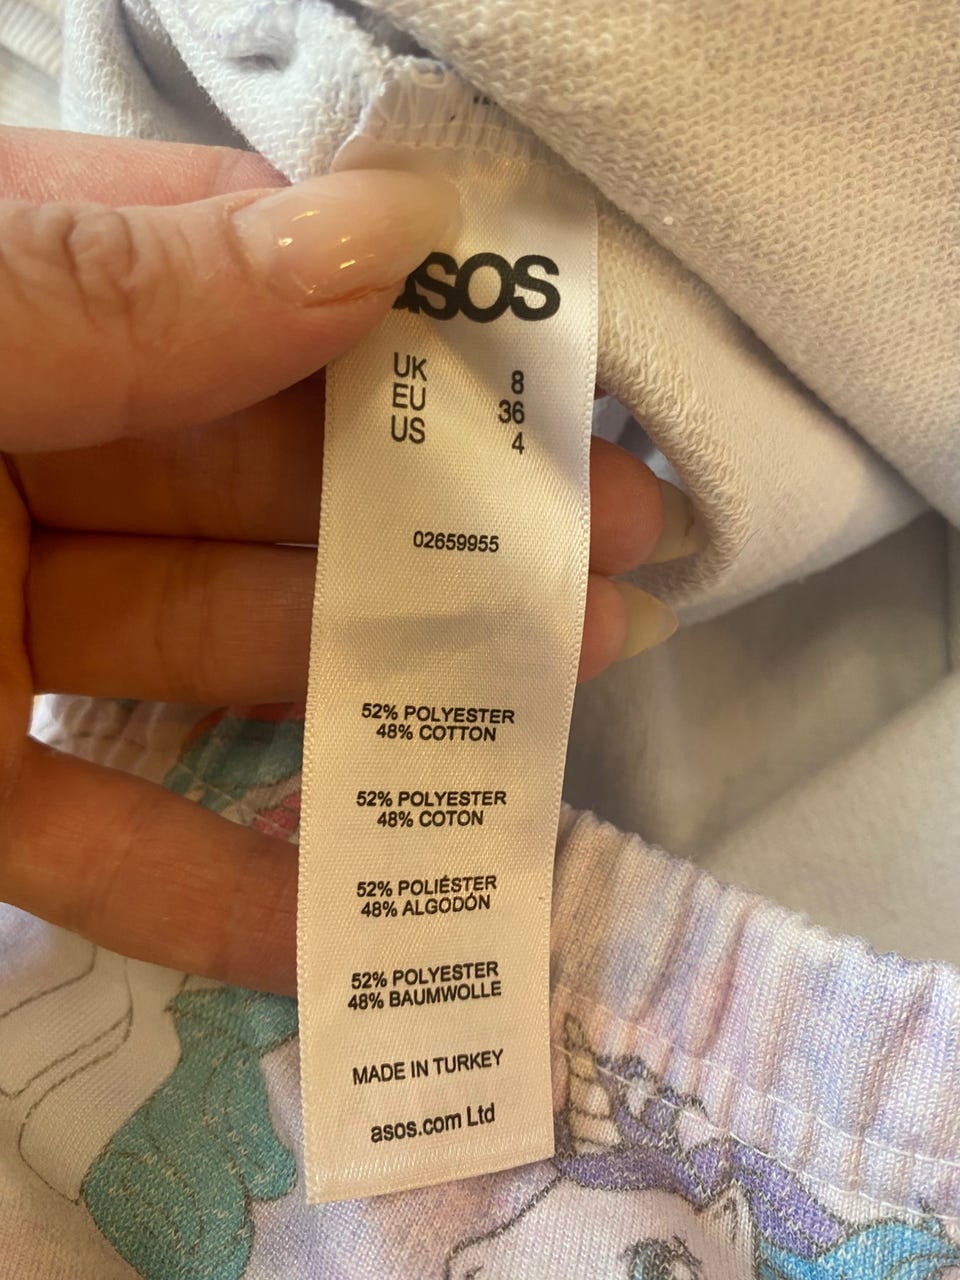 asos
UK 8
EU 36
US 4
02659955
52% POLYESTER
48% COTTON
52% POLYESTER
48% COTON
52% POLIÉSTER
48% ALGODÓN
52% POLYESTER
48% BAUMWOLLE
MADE IN TURKEY
asos.com Ltd